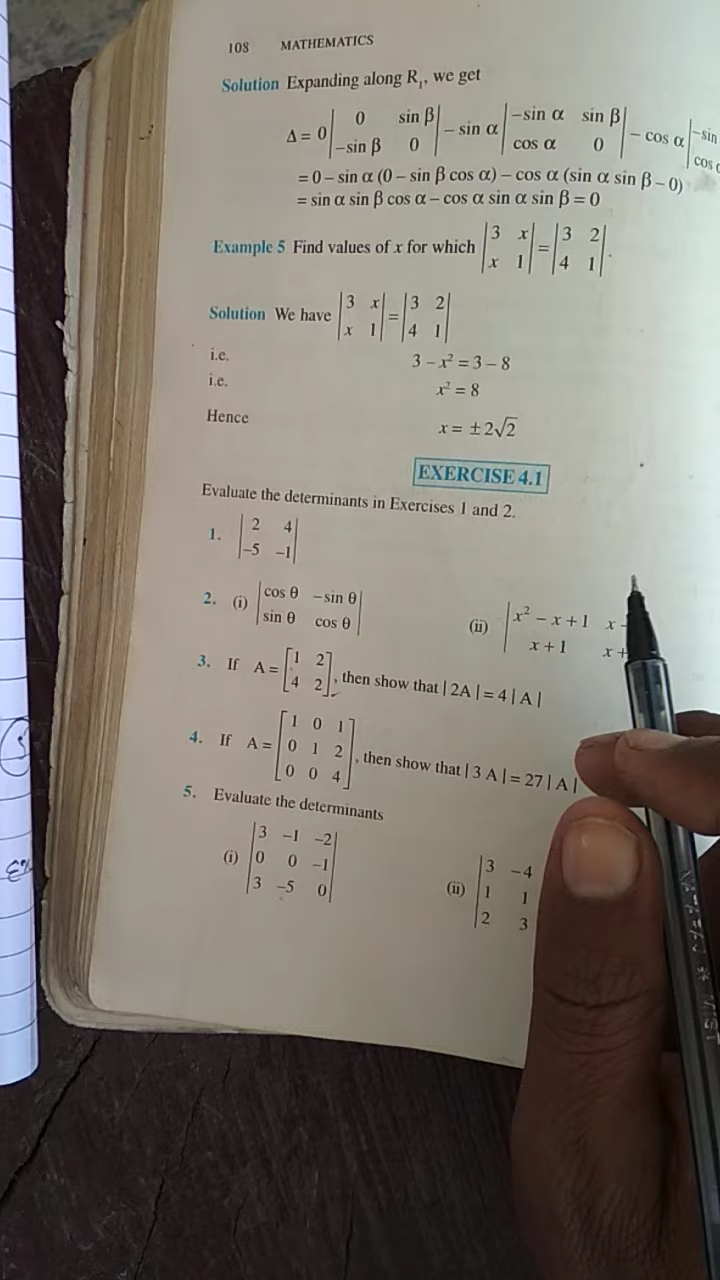 108 MATHEMATICS
Solution Expanding along R₁, we get
Δ = 0 | 0 sin β | − sin α | −sin α sin β | − cos α | −sin
| −sin β 0 | | cos α 0 | | cos
= 0 − sin α (0 − sin β cos α) − cos α (sin α sin β − 0)
= sin α sin β cos α − cos α sin α sin β = 0
Example 5 Find values of x for which | 3 x | = | 3 2 | .
| x 1 | | 4 1 |
Solution We have | 3 x | = | 3 2 |
| x 1 | | 4 1 |
i.e. 3 − x² = 3 − 8
i.e. x² = 8
Hence x = ±2√2
EXERCISE 4.1
Evaluate the determinants in Exercises 1 and 2.
1. | 2 4 |
| −5 −1 |
2. (i) | cos θ −sin θ | (ii) | x² − x + 1 x −
| sin θ cos θ | | x + 1 x +
3. If A = [ 1 2 ] , then show that | 2A | = 4 | A |
[ 4 2 ]
4. If A = [ 1 0 1 ] , then show that | 3 A | = 27 | A |
[ 0 1 2 ]
[ 0 0 4 ]
5. Evaluate the determinants
(i) | 3 −1 −2 | (ii) | 3 −4
| 0 0 −1 | | 1 1
| 3 −5 0 | | 2 3